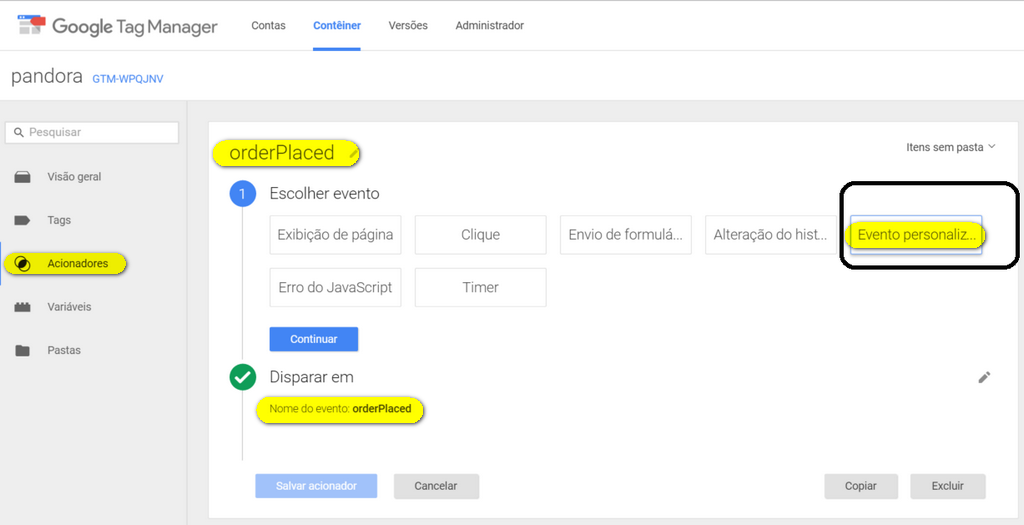 Google Tag Manager Contas Contêiner Versões Administrador
pandora GTM-WPQJNV
Pesquisar
Visão geral
Tags
Acionadores
Variáveis
Pastas
orderPlaced
Itens sem pasta
1 Escolher evento
Exibição de página Clique Envio de formulá... Alteração do hist... Evento personaliz...
Erro do JavaScript Timer
Continuar
Disparar em
Nome do evento: orderPlaced
Salvar acionador Cancelar Copiar Excluir